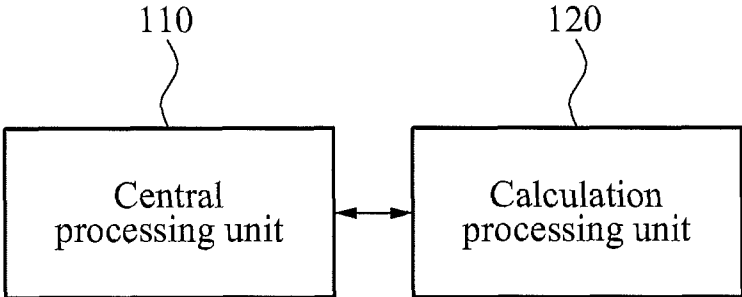 110
120
Central
processing unit
Calculation
processing unit